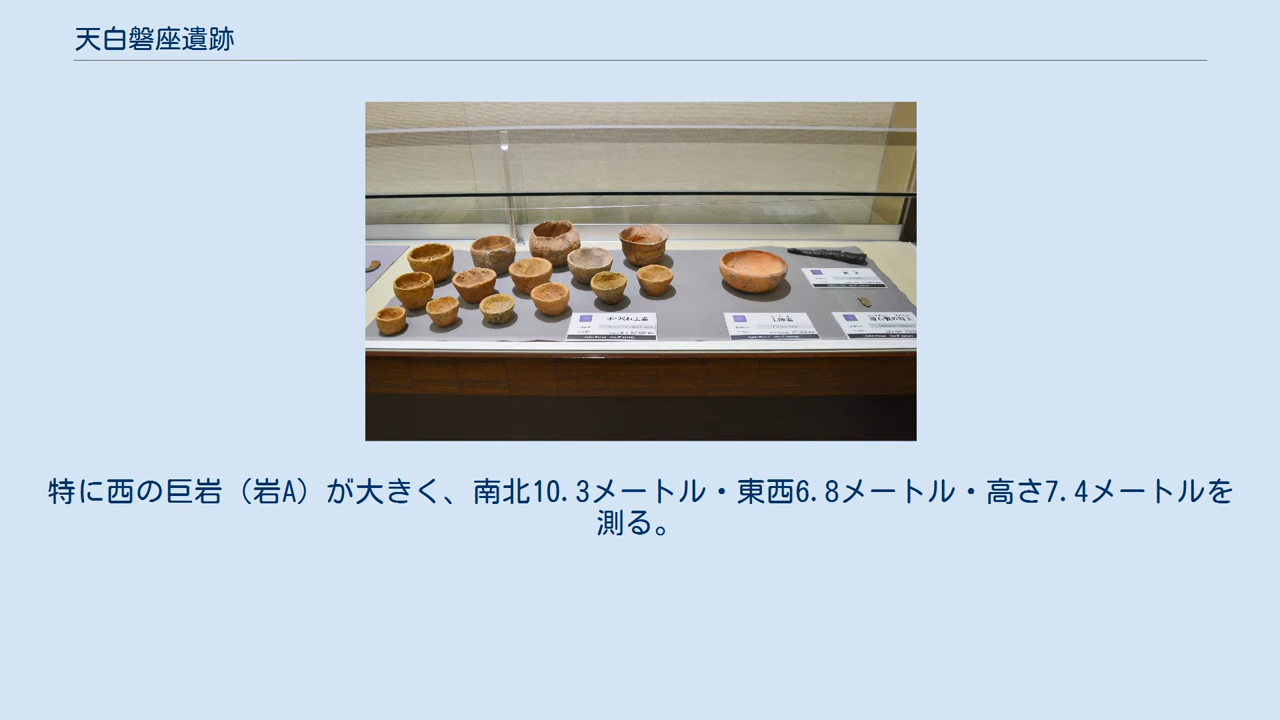 天白磐座遺跡
特に西の巨岩（岩A）が大きく、南北10.3メートル・東西6.8メートル・高さ7.4メートルを
測る。